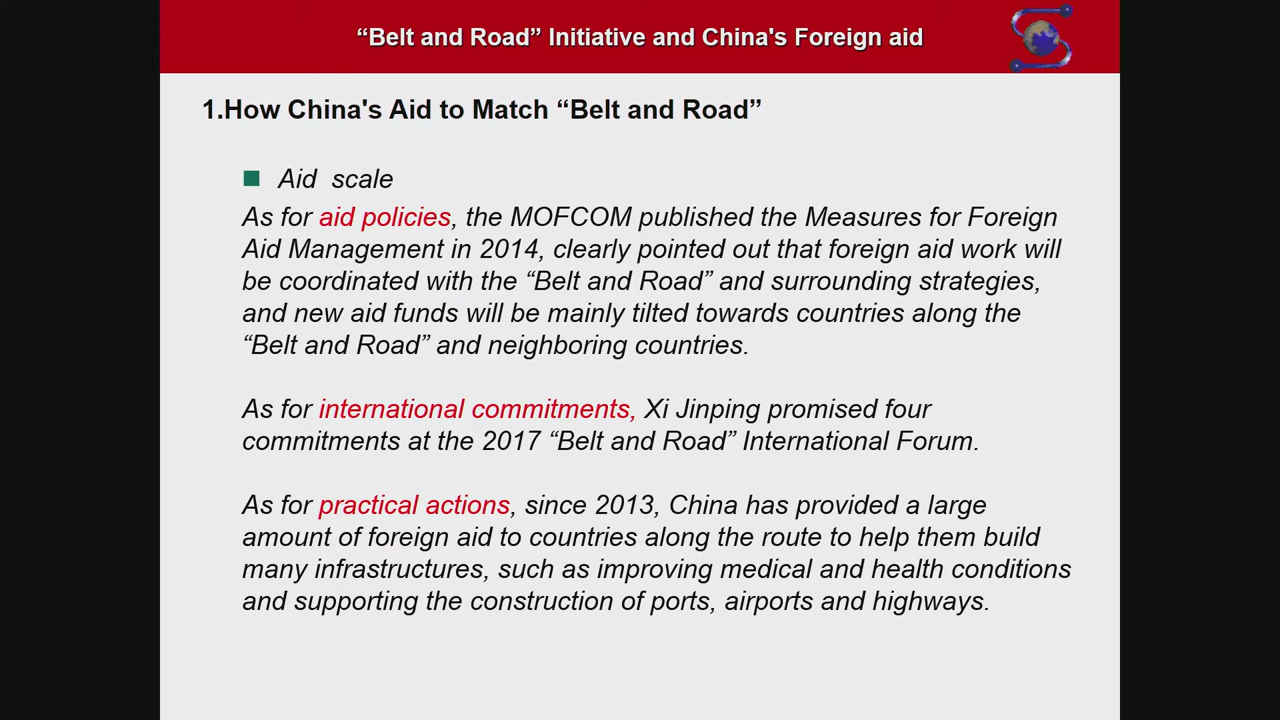 “Belt and Road” Initiative and China's Foreign aid
1.How China's Aid to Match “Belt and Road”
Aid scale
As for aid policies, the MOFCOM published the Measures for Foreign
Aid Management in 2014, clearly pointed out that foreign aid work will
be coordinated with the “Belt and Road” and surrounding strategies,
and new aid funds will be mainly tilted towards countries along the
“Belt and Road” and neighboring countries.
As for international commitments, Xi Jinping promised four
commitments at the 2017 “Belt and Road” International Forum.
As for practical actions, since 2013, China has provided a large
amount of foreign aid to countries along the route to help them build
many infrastructures, such as improving medical and health conditions
and supporting the construction of ports, airports and highways.